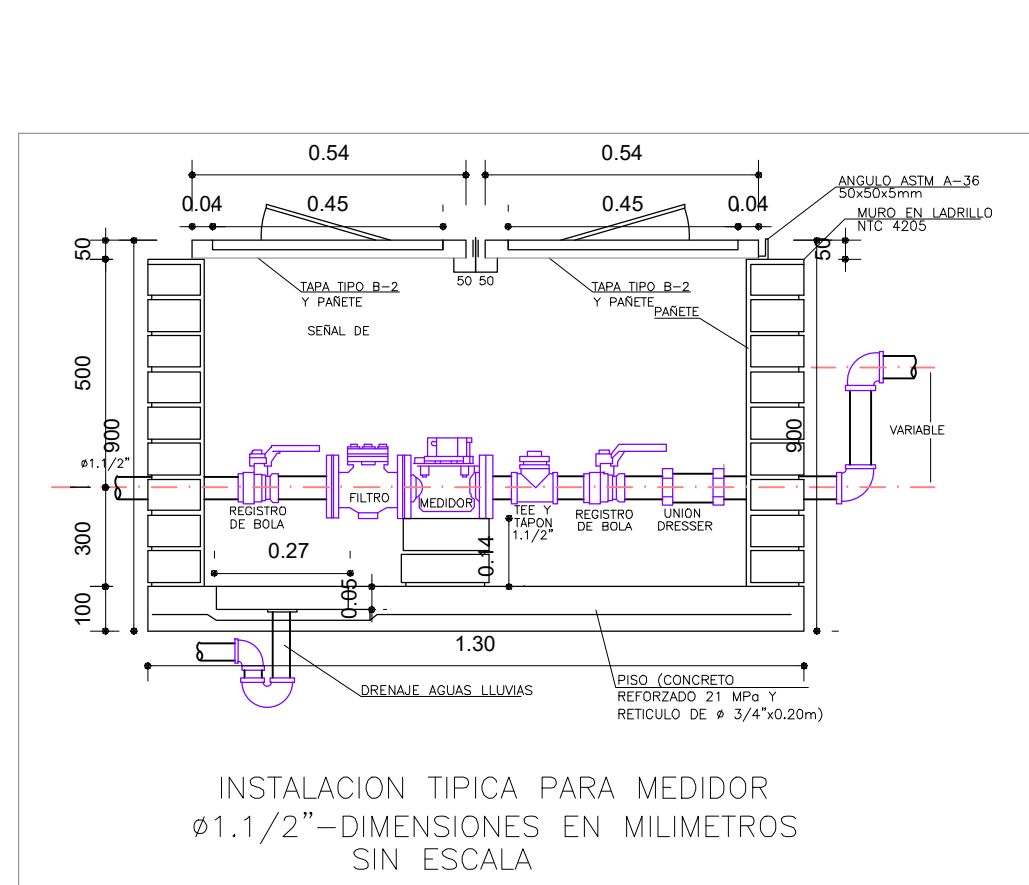 0.54
0.54
0.04
0.45
0.45
0.04
ANGULO ASTM A-36
50x50x5mm
MURO EN LADRILLO
NTC 4205
50
50
50 50
TAPA TIPO B-2
Y PAÑETE
TAPA TIPO B-2
Y PAÑETE
PAÑETE
SEÑAL DE
500
900
900
VARIABLE
ø1.1/2"
REGISTRO
DE BOLA
FILTRO
MEDIDOR
TEE Y
TAPON
1.1/2"
REGISTRO
DE BOLA
UNION
DRESSER
300
0.27
0.14
0.05
100
1.30
DRENAJE AGUAS LLUVIAS
PISO (CONCRETO
REFORZADO 21 MPa Y
RETICULO DE ø 3/4"x0.20m)
INSTALACION TIPICA PARA MEDIDOR
ø1.1/2"-DIMENSIONES EN MILIMETROS
SIN ESCALA